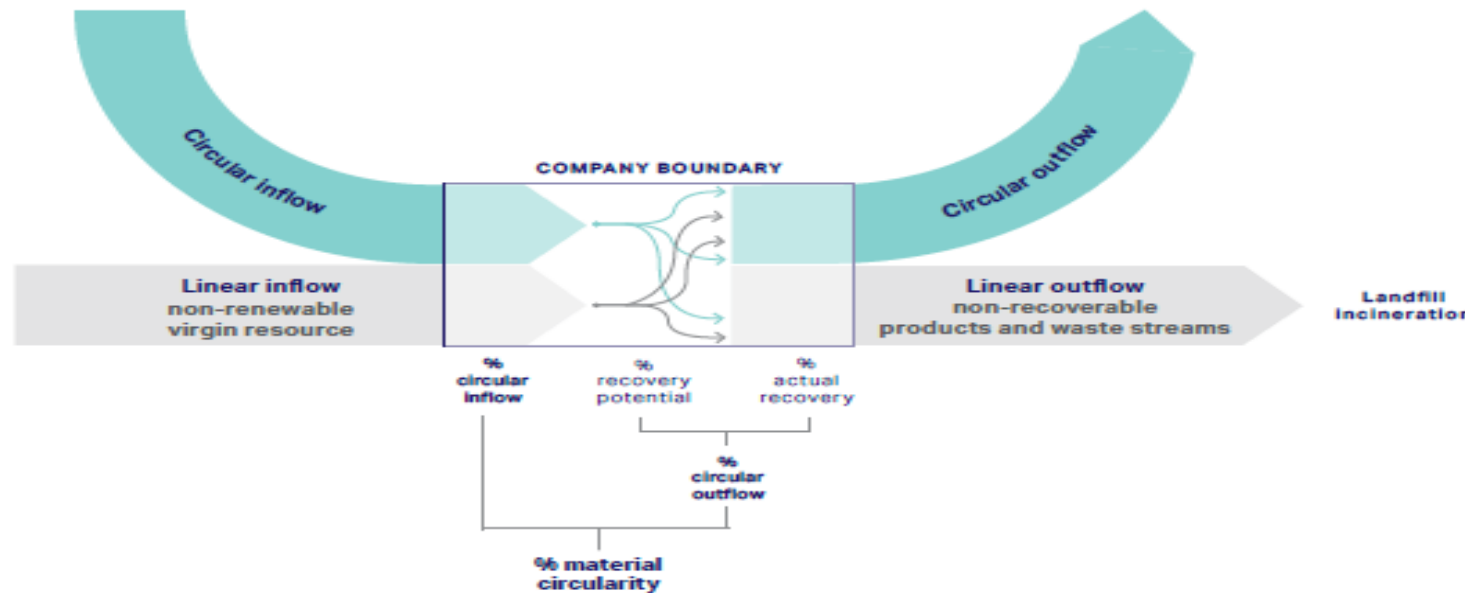 Circular inflow
Circular outflow
COMPANY BOUNDARY
Linear inflow
non-renewable
virgin resource
Linear outflow
non-recoverable
products and waste streams
Landfill
incineration
%
circular
inflow
%
recovery
potential
%
actual
recovery
%
circular
outflow
% material
circularity